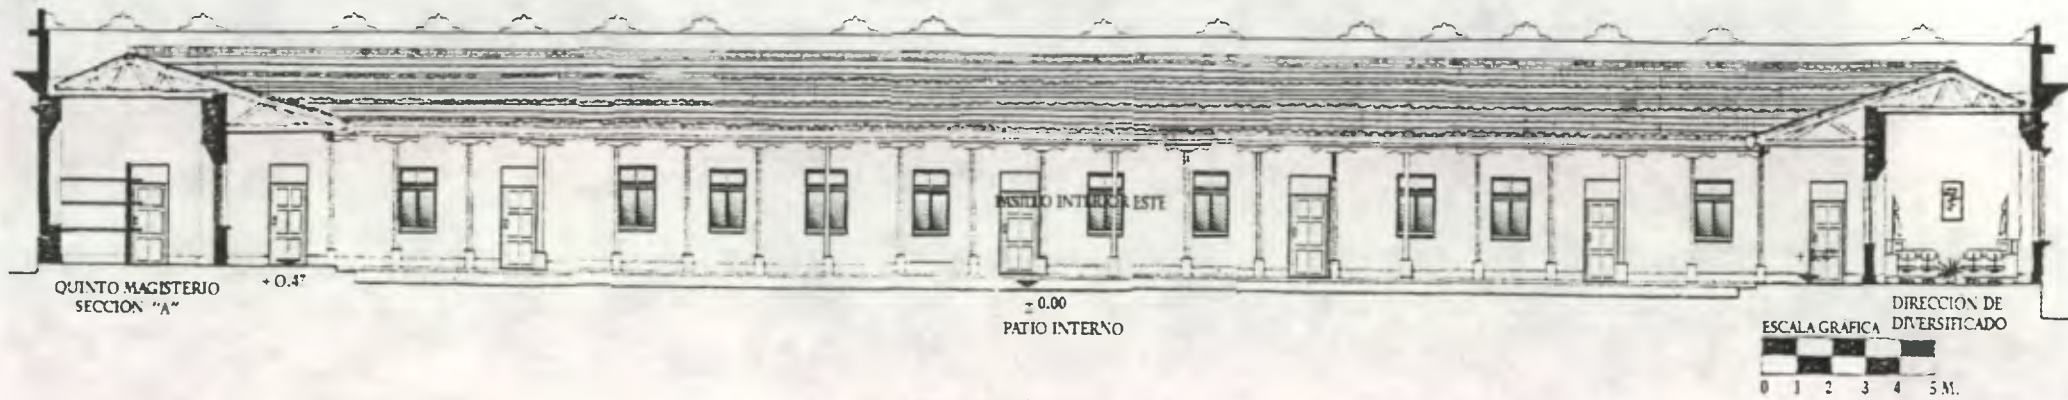 PASILLO INTERIOR ESTE
QUINTO MAGISTERIO
SECCION "A"
+ 0.47
± 0.00
PATIO INTERNO
DIRECCIÓN DE
DIVERSIFICADO
ESCALA GRAFICA
0 1 2 3 4 5 M.